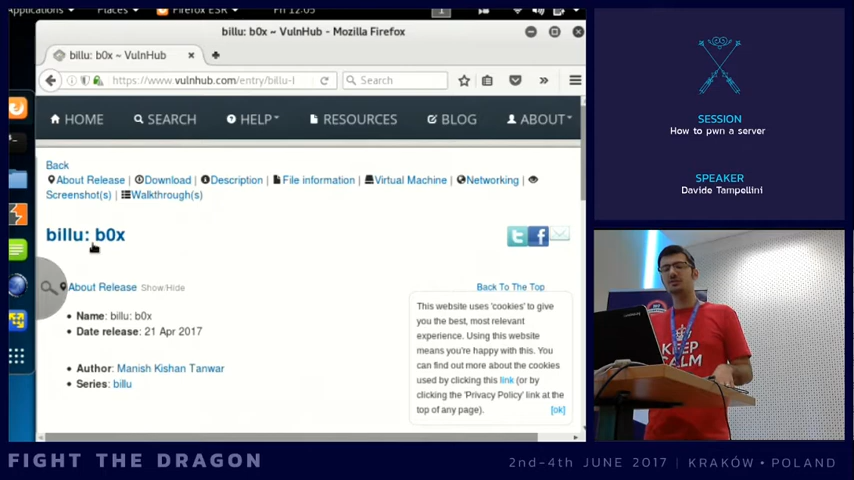 Applications
Places
Firefox ESR
Fri 12:05
1
billu: b0x ~ VulnHub - Mozilla Firefox
billu: b0x ~ VulnHub
https://www.vulnhub.com/entry/billu-
Search
HOME SEARCH HELP RESOURCES BLOG ABOUT
Back
About Release | Download | Description | File information | Virtual Machine | Networking |
Screenshot(s) | Walkthrough(s)
billu: b0x
About Release Show/Hide
Back To The Top
Name: billu: b0x
Date release: 21 Apr 2017
Author: Manish Kishan Tanwar
Series: billu
This website uses 'cookies' to give
you the best, most relevant
experience. Using this website
means you're happy with this. You
can find out more about the cookies
used by clicking this link (or by
clicking the 'Privacy Policy' link at the
top of any page).
[ok]
SESSION
How to pwn a server
SPEAKER
Davide Tampellini
KEEP
CALM
FIGHT THE DRAGON
2nd-4th JUNE 2017 | KRAKÓW • POLAND